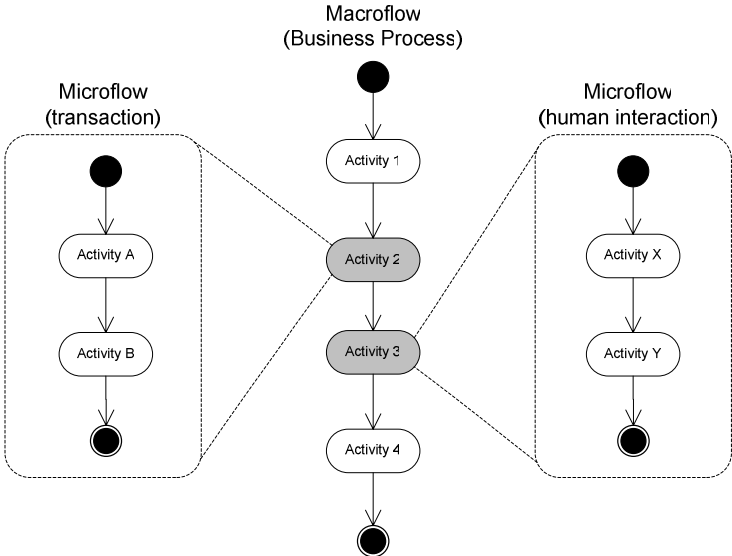 Macroflow
(Business Process)
Microflow
(transaction)
Microflow
(human interaction)
Activity 1
Activity A
Activity 2
Activity X
Activity B
Activity 3
Activity Y
Activity 4